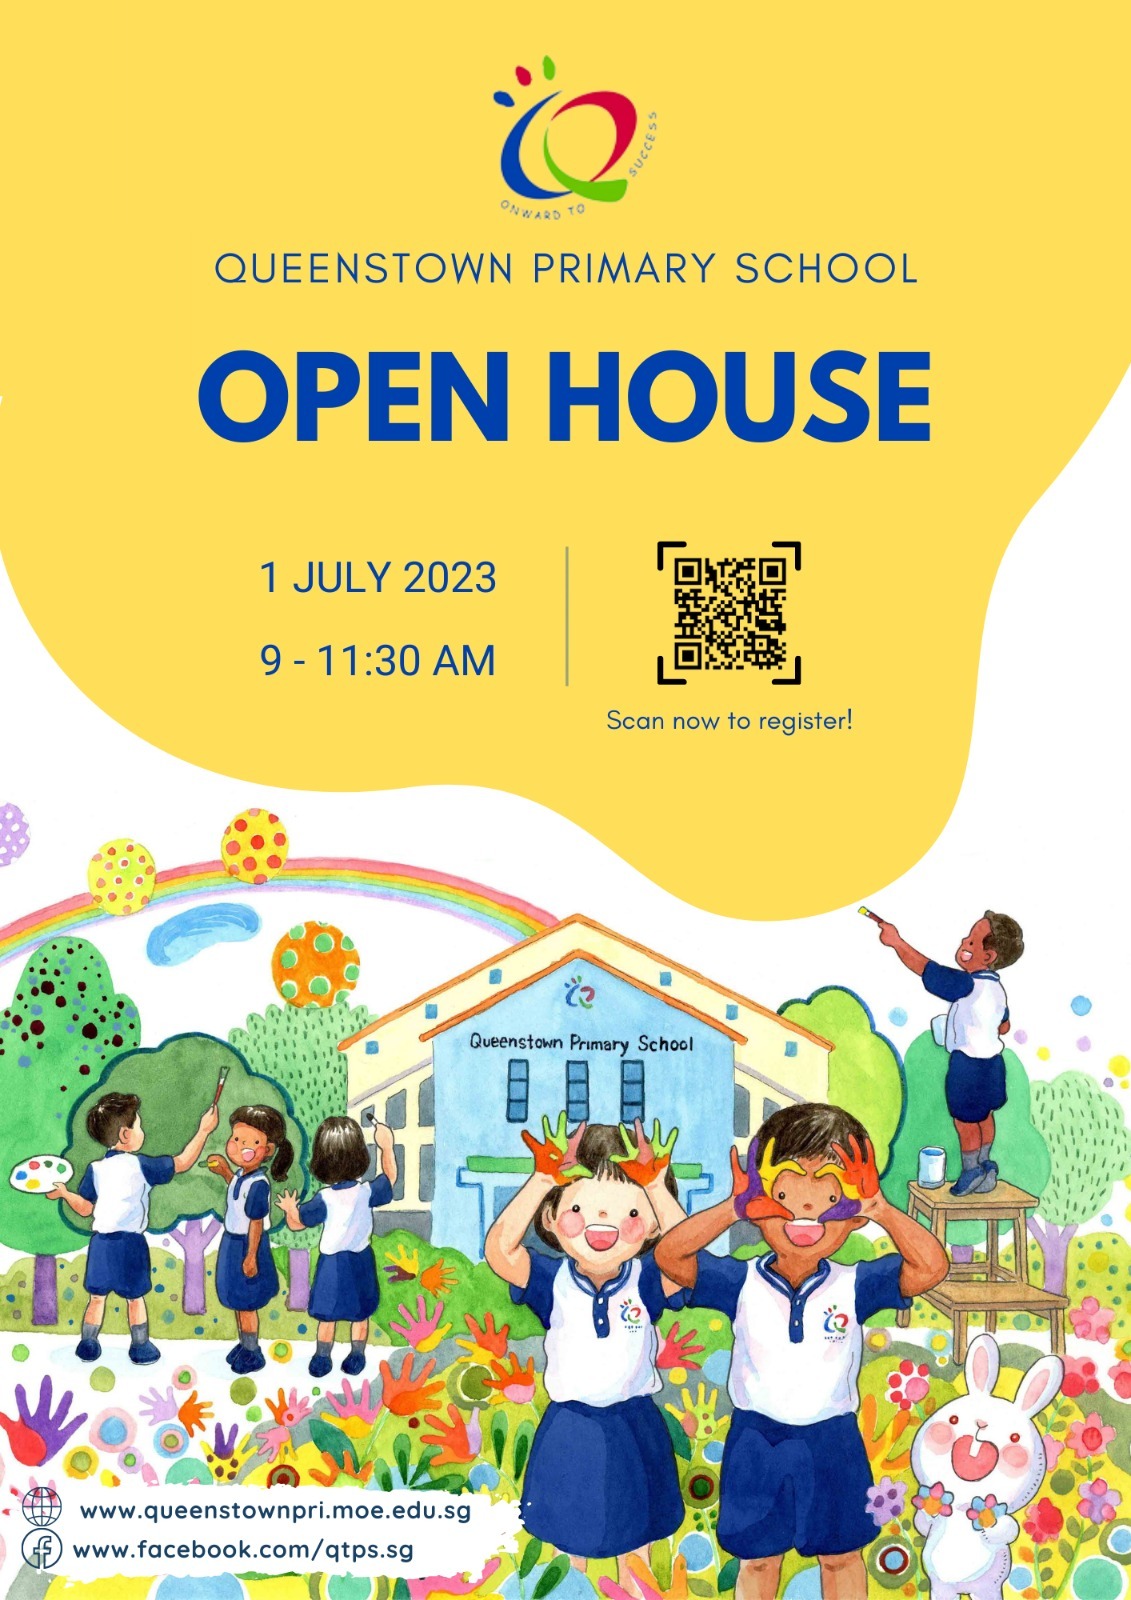 ONWARD TO SUCCESS
QUEENSTOWN PRIMARY SCHOOL
OPEN HOUSE
1 JULY 2023
9 - 11:30 AM
Scan now to register!
Queenstown Primary School
www.queenstownpri.moe.edu.sg
www.facebook.com/qtps.sg